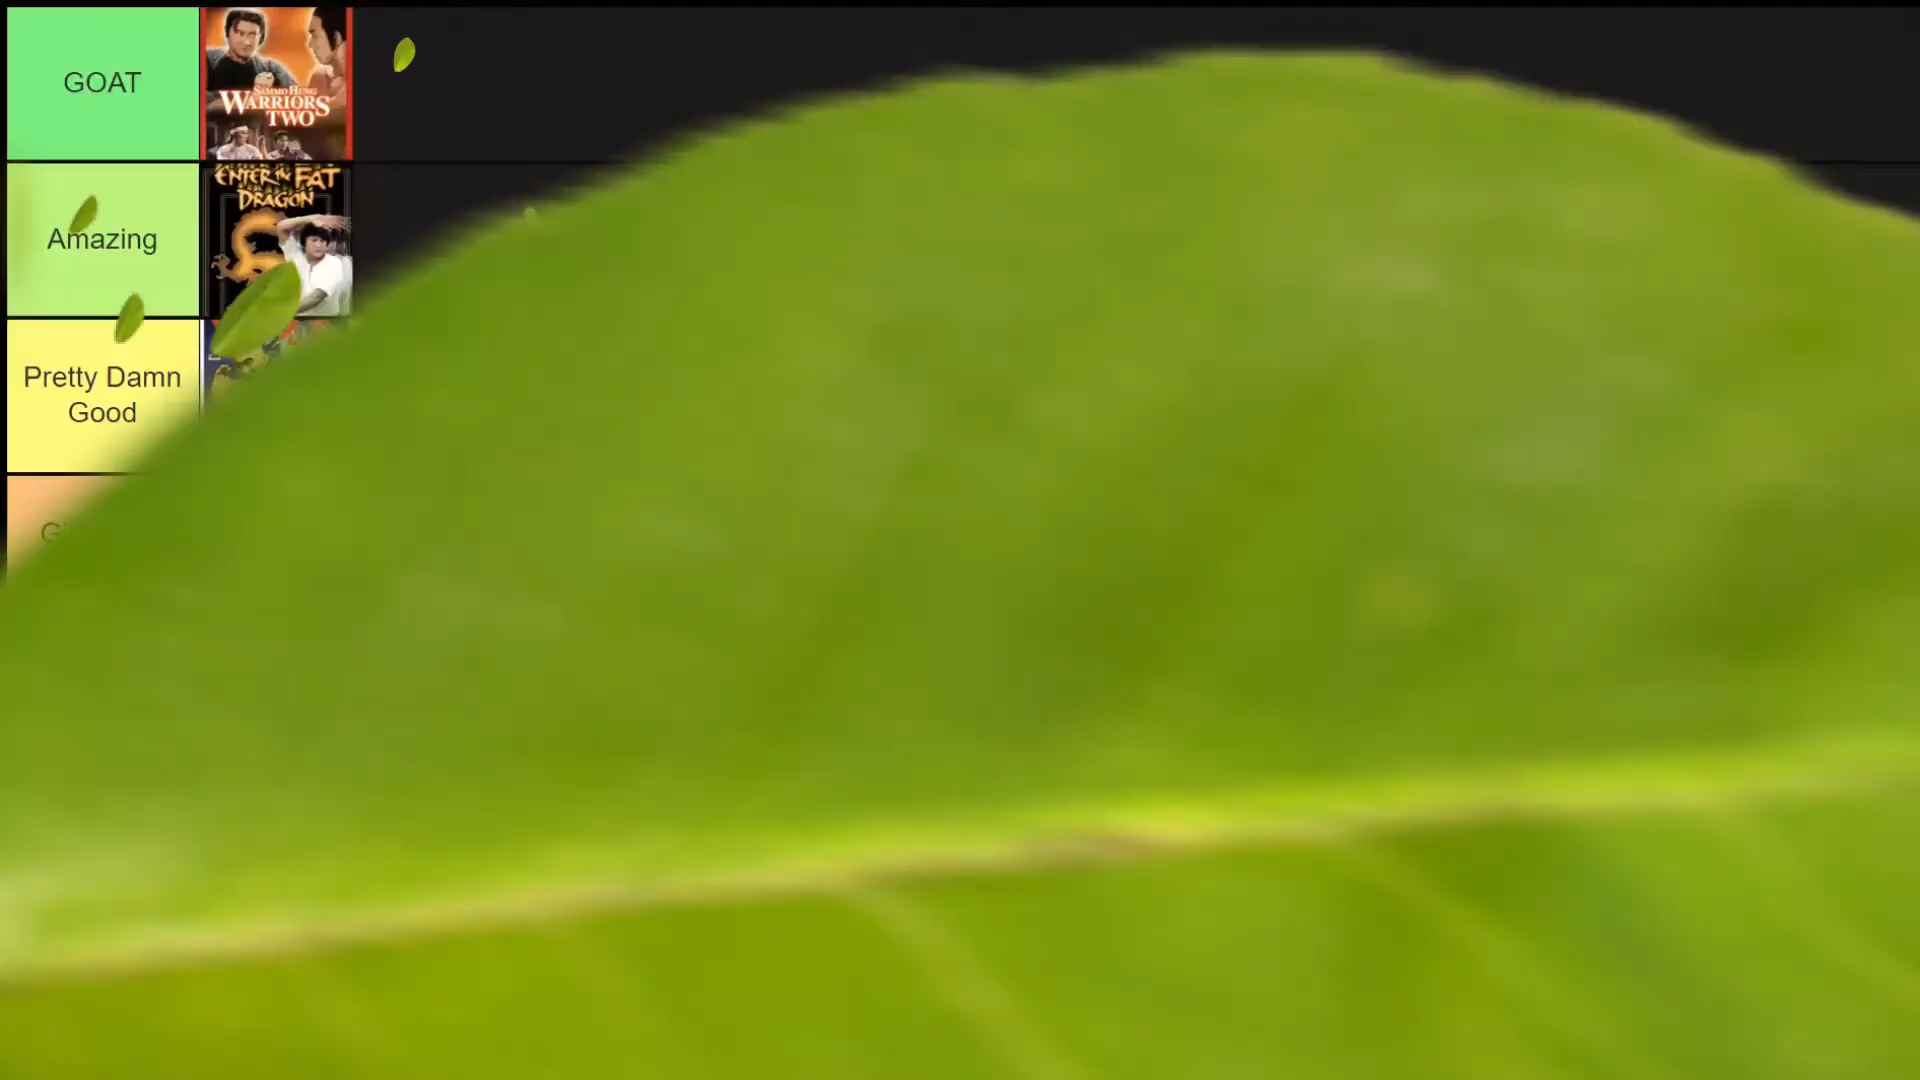 GOAT
SAMMO HUNG
WARRIORS
TWO
Amazing
ENTER THE FAT
DRAGON
Pretty Damn
Good